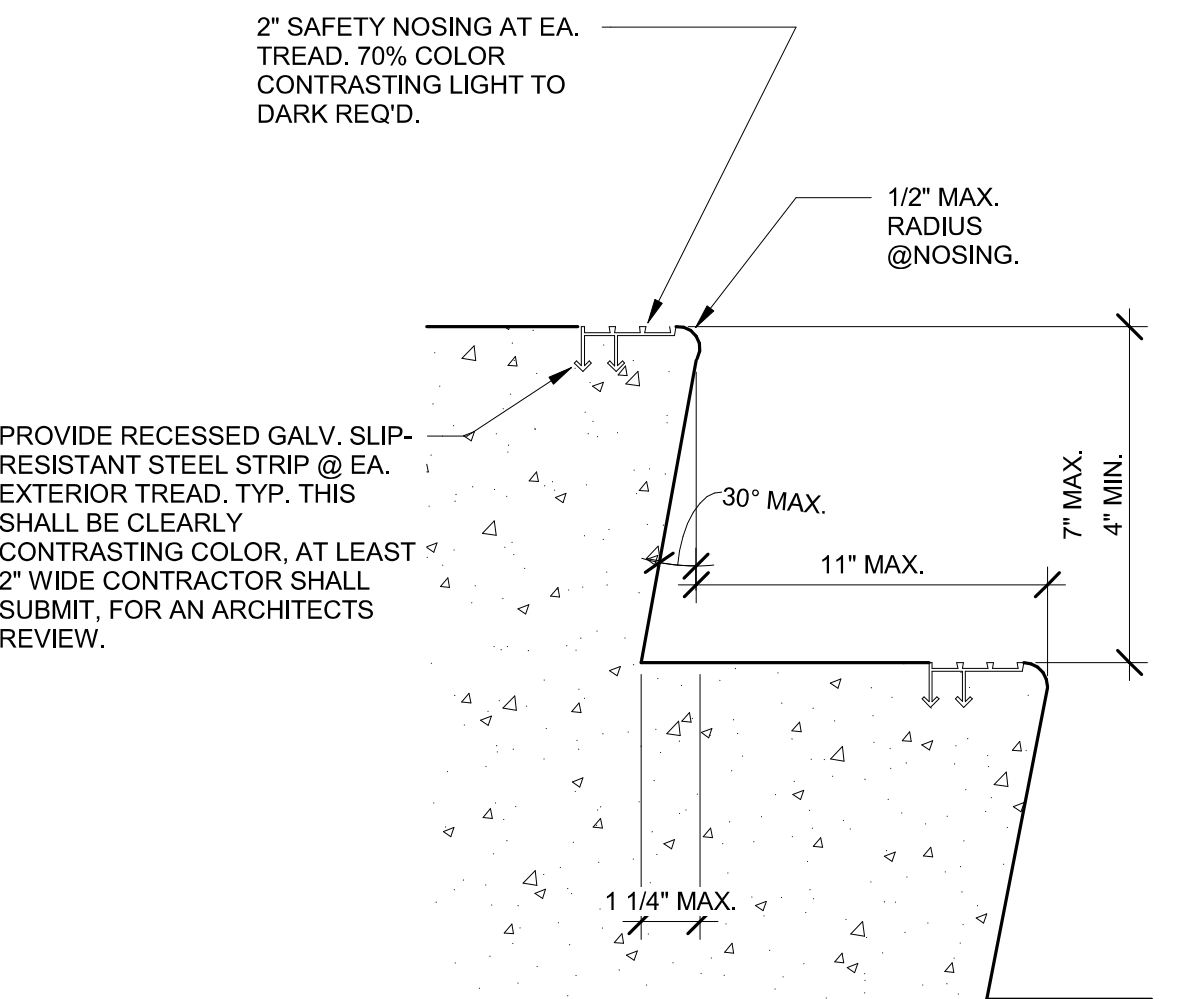 2" SAFETY NOSING AT EA.
TREAD. 70% COLOR
CONTRASTING LIGHT TO
DARK REQ'D.
1/2" MAX.
RADIUS
@NOSING.
PROVIDE RECESSED GALV. SLIP-
RESISTANT STEEL STRIP @ EA.
EXTERIOR TREAD. TYP. THIS
SHALL BE CLEARLY
CONTRASTING COLOR, AT LEAST
2" WIDE CONTRACTOR SHALL
SUBMIT, FOR AN ARCHITECTS
REVIEW.
30° MAX.
11" MAX.
7" MAX.
4" MIN.
1 1/4" MAX.